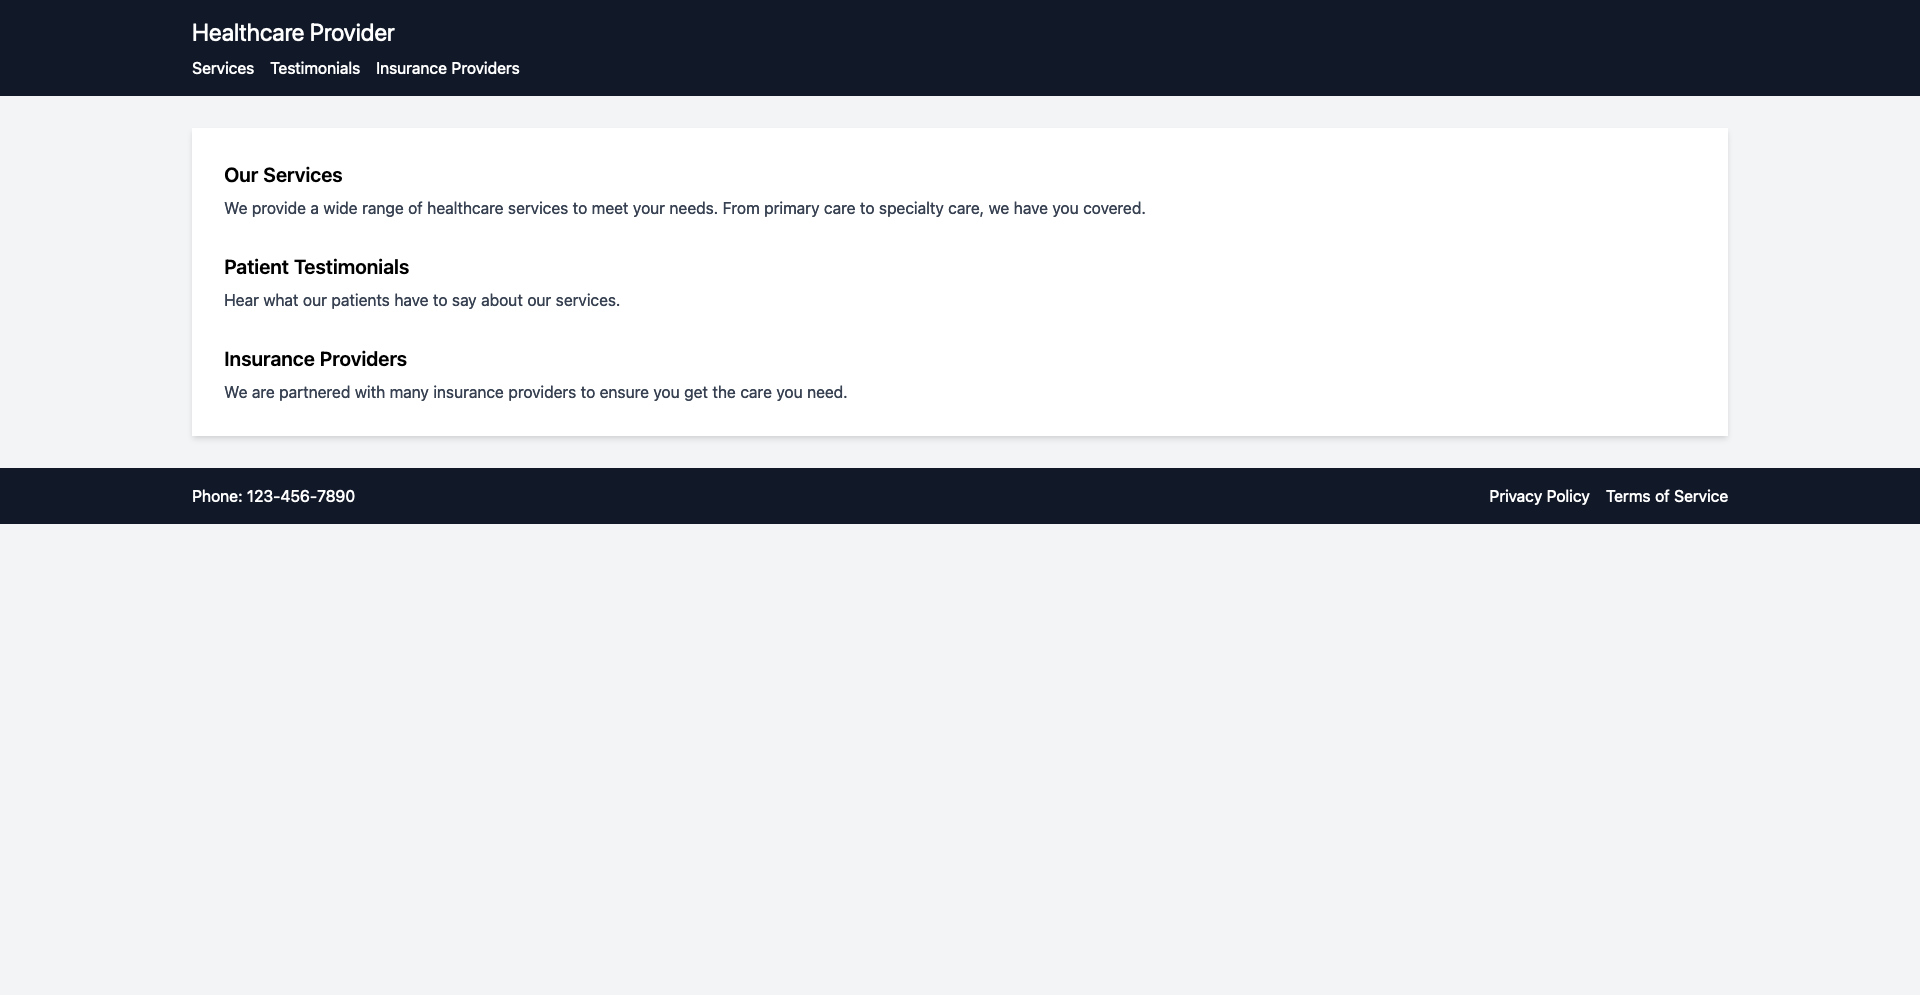 Healthcare Provider
Services Testimonials Insurance Providers
Our Services
We provide a wide range of healthcare services to meet your needs. From primary care to specialty care, we have you covered.
Patient Testimonials
Hear what our patients have to say about our services.
Insurance Providers
We are partnered with many insurance providers to ensure you get the care you need.
Phone: 123-456-7890 Privacy Policy Terms of Service